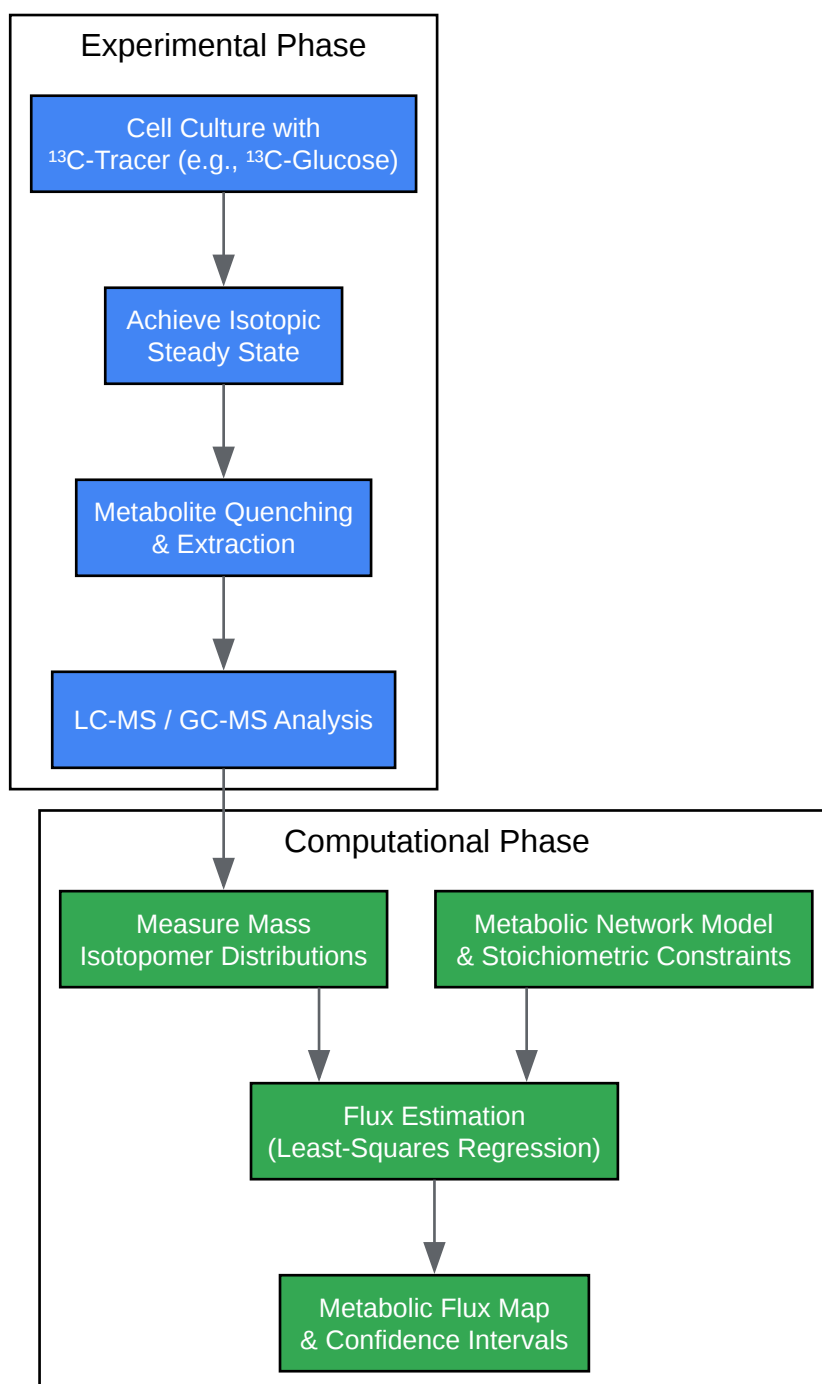 Experimental Phase
Cell Culture with
¹³C-Tracer (e.g., ¹³C-Glucose)
Achieve Isotopic
Steady State
Metabolite Quenching
& Extraction
LC-MS / GC-MS Analysis
Computational Phase
Measure Mass
Isotopomer Distributions
Metabolic Network Model
& Stoichiometric Constraints
Flux Estimation
(Least-Squares Regression)
Metabolic Flux Map
& Confidence Intervals